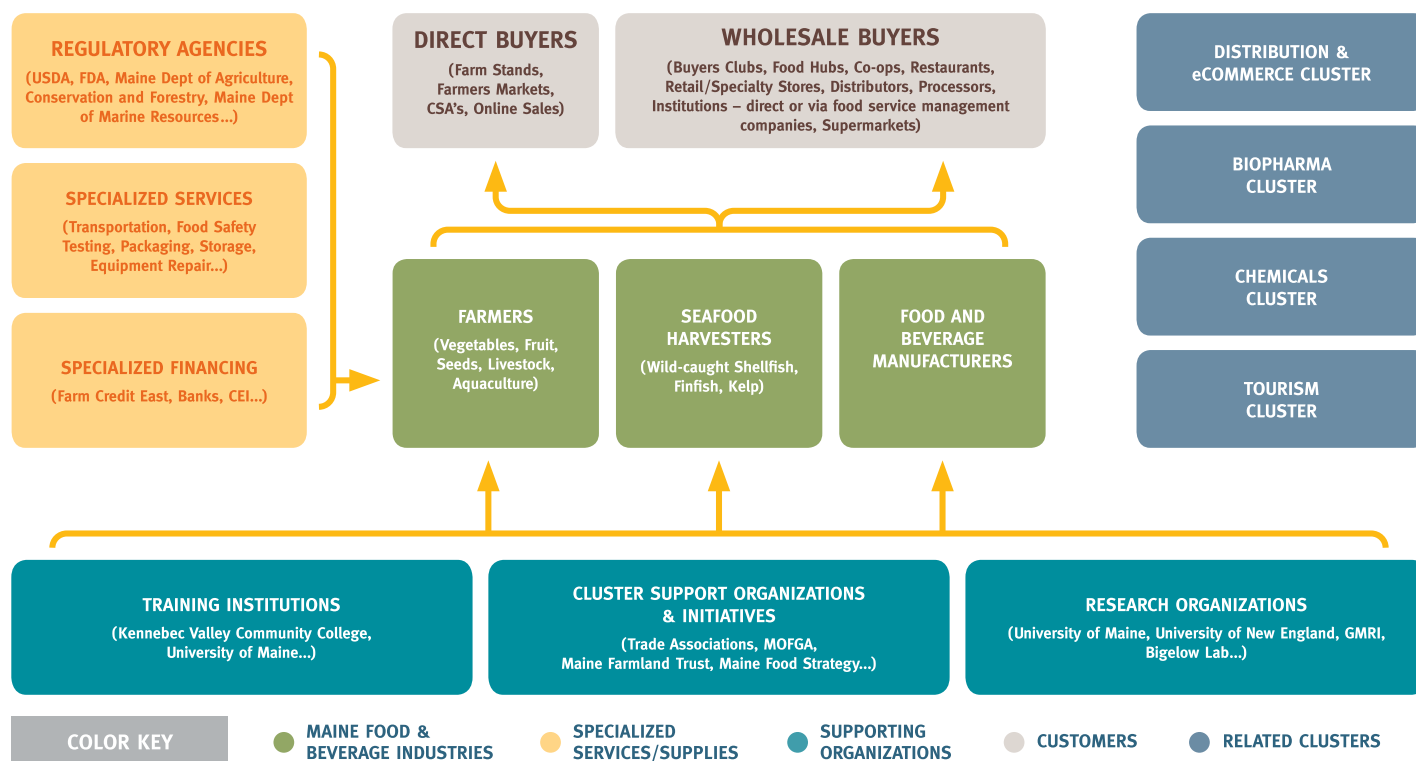 REGULATORY AGENCIES
(USDA, FDA, Maine Dept of Agriculture,
Conservation and Forestry, Maine Dept
of Marine Resources...)
SPECIALIZED SERVICES
(Transportation, Food Safety
Testing, Packaging, Storage,
Equipment Repair...)
SPECIALIZED FINANCING
(Farm Credit East, Banks, CEI...)
DIRECT BUYERS
(Farm Stands,
Farmers Markets,
CSA's, Online Sales)
WHOLESALE BUYERS
(Buyers Clubs, Food Hubs, Co-ops, Restaurants,
Retail/Specialty Stores, Distributors, Processors,
Institutions – direct or via food service management
companies, Supermarkets)
FARMERS
(Vegetables, Fruit,
Seeds, Livestock,
Aquaculture)
SEAFOOD
HARVESTERS
(Wild-caught Shellfish,
Finfish, Kelp)
FOOD AND
BEVERAGE
MANUFACTURERS
DISTRIBUTION &
eCOMMERCE CLUSTER
BIOPHARMA
CLUSTER
CHEMICALS
CLUSTER
TOURISM
CLUSTER
TRAINING INSTITUTIONS
(Kennebec Valley Community College,
University of Maine...)
CLUSTER SUPPORT ORGANIZATIONS
& INITIATIVES
(Trade Associations, MOFGA,
Maine Farmland Trust, Maine Food Strategy...)
RESEARCH ORGANIZATIONS
(University of Maine, University of New England, GMRI,
Bigelow Lab...)
COLOR KEY
MAINE FOOD &
BEVERAGE INDUSTRIES
SPECIALIZED
SERVICES/SUPPLIES
SUPPORTING
ORGANIZATIONS
CUSTOMERS
RELATED CLUSTERS